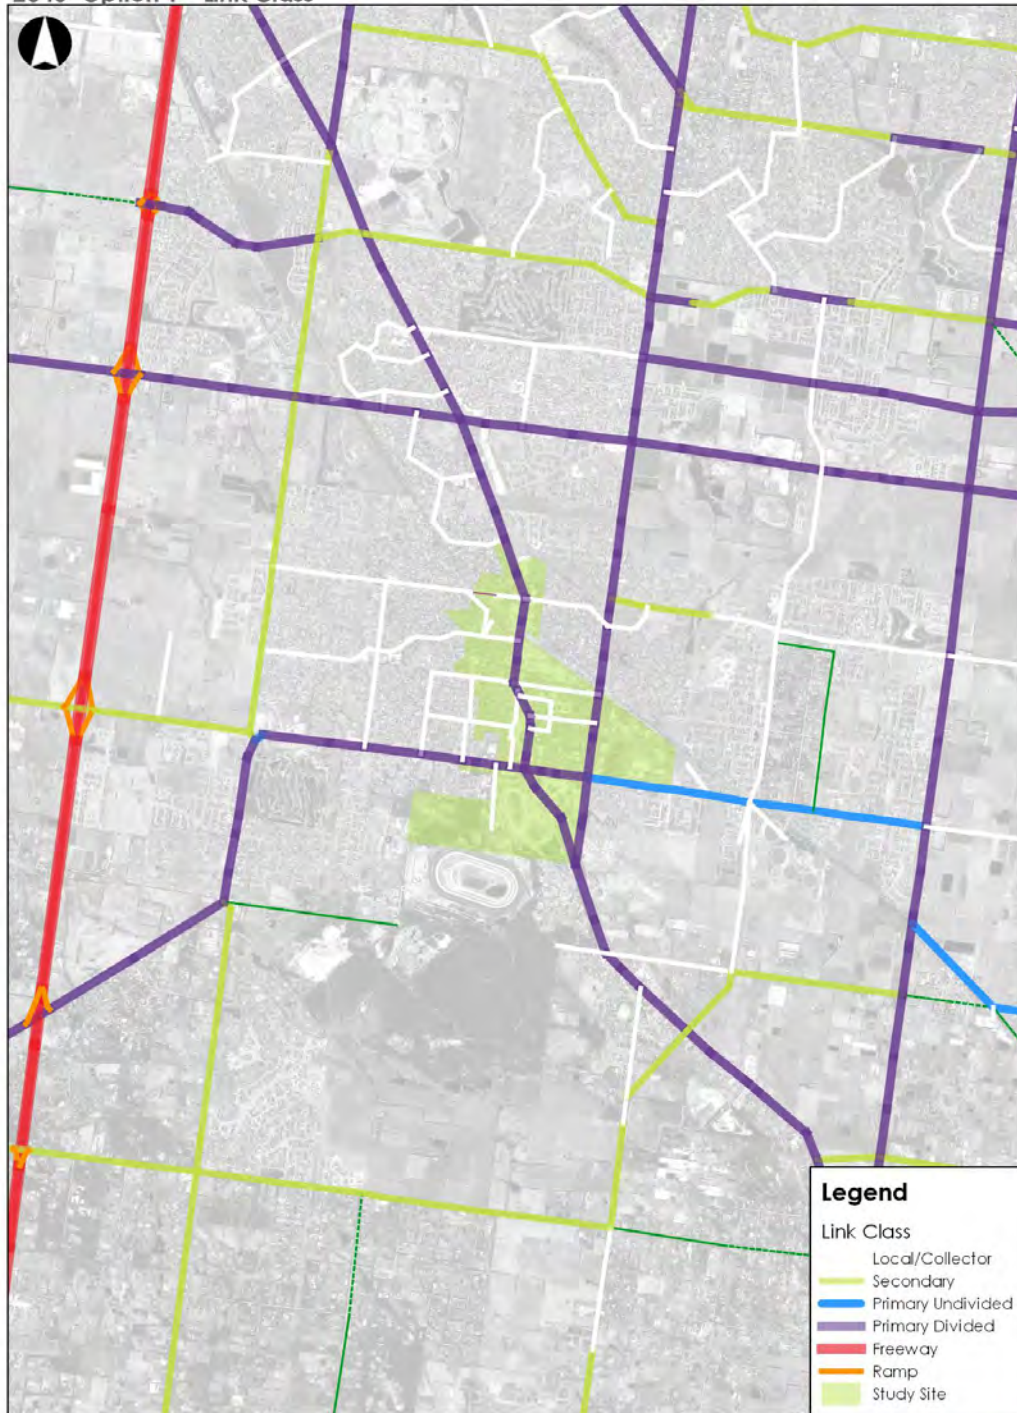 Legend
Link Class
Local/Collector
Secondary
Primary Undivided
Primary Divided
Freeway
Ramp
Study Site